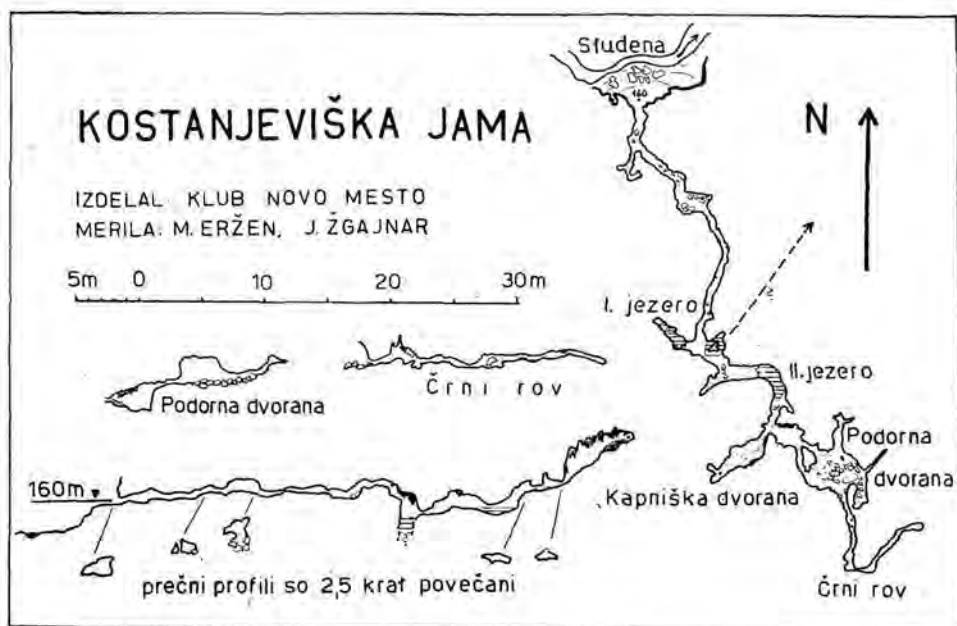 Studena
160
KOSTANJEVIŠKA JAMA
N
IZDELAL KLUB NOVO MESTO
MERILA: M. ERŽEN, J. ŽGAJNAR
5m 0 10 20 30m
I. jezero
?
II. jezero
Podorna dvorana
Črni rov
Podorna
dvorana
Kapniška dvorana
160m
prečni profili so 2,5 krat povečani
Črni rov